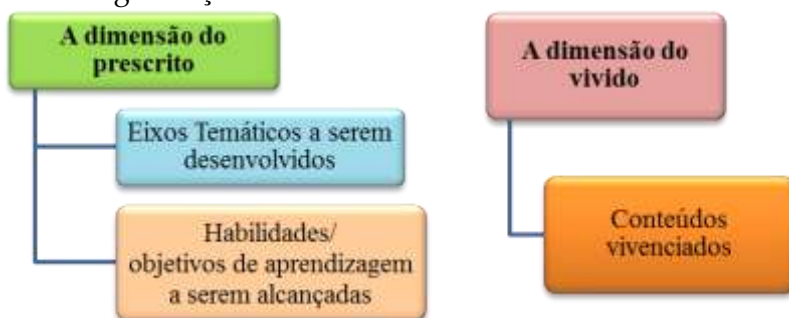 A dimensão do
prescrito
Eixos Temáticos a serem
desenvolvidos
Habilidades/
objetivos de aprendizagem
a serem alcançadas
A dimensão do
vivido
Conteúdos
vivenciados